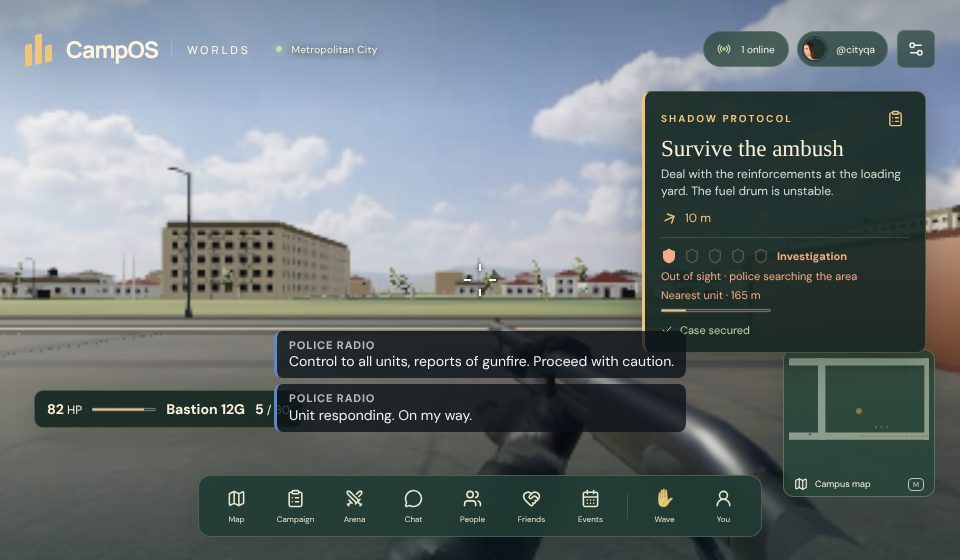 CampOS
WORLDS
Metropolitan City
1 online
@cityqa
SHADOW PROTOCOL
Survive the ambush
Deal with the reinforcements at the loading
yard. The fuel drum is unstable.
10 m
Investigation
Out of sight · police searching the area
Nearest unit · 165 m
Case secured
POLICE RADIO
Control to all units, reports of gunfire. Proceed with caution.
POLICE RADIO
Unit responding. On my way.
82 HP
Bastion 12G
5 /
Campus map
M
Map
Campaign
Arena
Chat
People
Friends
Events
Wave
You